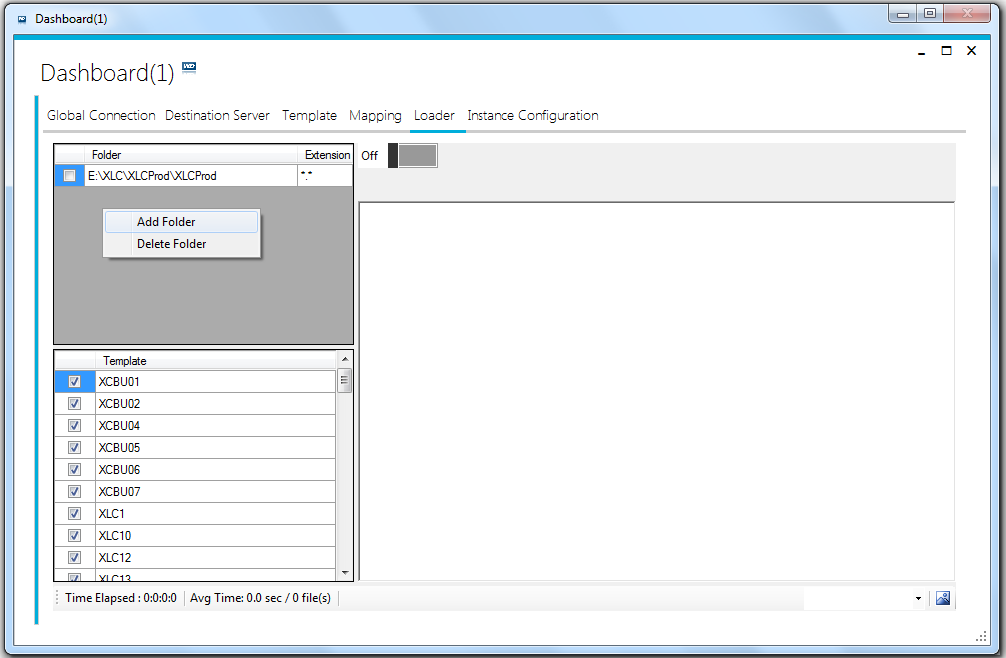 Dashboard(1)
Dashboard(1) WD
Global Connection Destination Server Template Mapping Loader Instance Configuration
Folder Extension
E:\XLC\XLCProd\XLCProd *.*
Off
Add Folder
Delete Folder
Template
XCBU01
XCBU02
XCBU04
XCBU05
XCBU06
XCBU07
XLC1
XLC10
XLC12
XLC13
Time Elapsed : 0:0:0:0 Avg Time: 0.0 sec / 0 file(s)